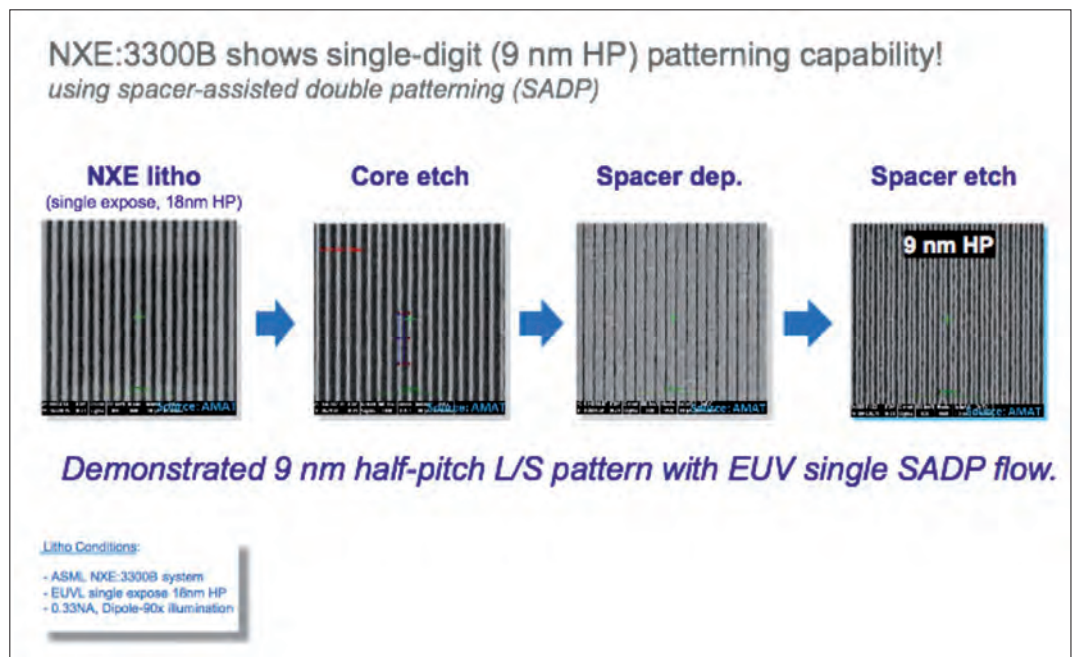 NXE:3300B shows single-digit (9 nm HP) patterning capability!
using spacer-assisted double patterning (SADP)
NXE litho
(single expose, 18nm HP)
Core etch
Spacer dep.
Spacer etch
9 nm HP
Source: AMAT
Source: AMAT
Source: AMAT
Source: AMAT
Demonstrated 9 nm half-pitch L/S pattern with EUV single SADP flow.
Litho Conditions:
- ASML NXE:3300B system
- EUVL single expose 18nm HP
- 0.33NA, Dipole-90x illumination